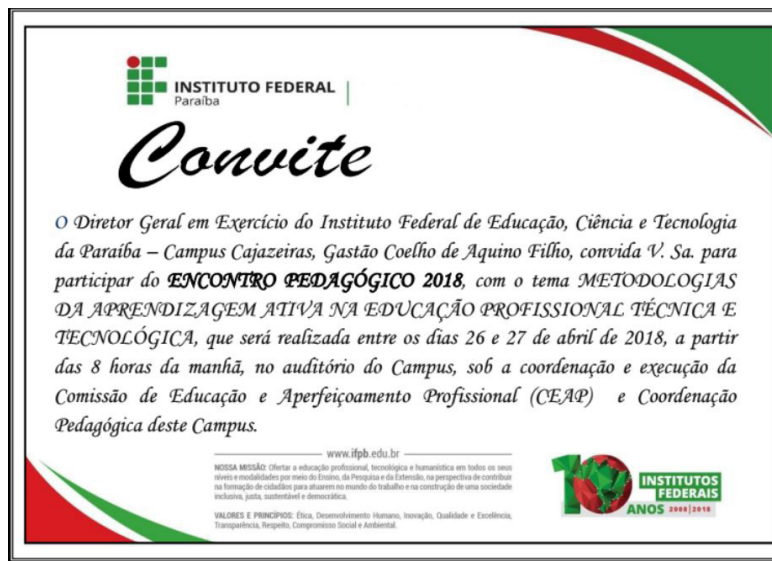 INSTITUTO FEDERAL
Paraíba
Convite
O Diretor Geral em Exercício do Instituto Federal de Educação, Ciência e Tecnologia
da Paraíba – Campus Cajazeiras, Gastão Coelho de Aquino Filho, convida V. Sa. para
participar do ENCONTRO PEDAGÓGICO 2018, com o tema METODOLOGIAS
DA APRENDIZAGEM ATIVA NA EDUCAÇÃO PROFISSIONAL TÉCNICA E
TECNOLÓGICA, que será realizada entre os dias 26 e 27 de abril de 2018, a partir
das 8 horas da manhã, no auditório do Campus, sob a coordenação e execução da
Comissão de Educação e Aperfeiçoamento Profissional (CEAP) e Coordenação
Pedagógica deste Campus.
www.ifpb.edu.br
NOSSA MISSÃO: Ofertar a educação profissional, tecnológica e humanística em todos os seus
níveis e modalidades por meio do Ensino, da Pesquisa e da Extensão, na perspectiva de contribuir
na formação de cidadãos para atuarem no mundo do trabalho e na construção de uma sociedade
inclusiva, justa, sustentável e democrática.
VALORES E PRINCÍPIOS: Ética, Desenvolvimento Humano, Inovação, Qualidade e Excelência,
Transparência, Respeito, Compromisso Social e Ambiental.
10
INSTITUTOS
FEDERAIS
ANOS 2008|2018